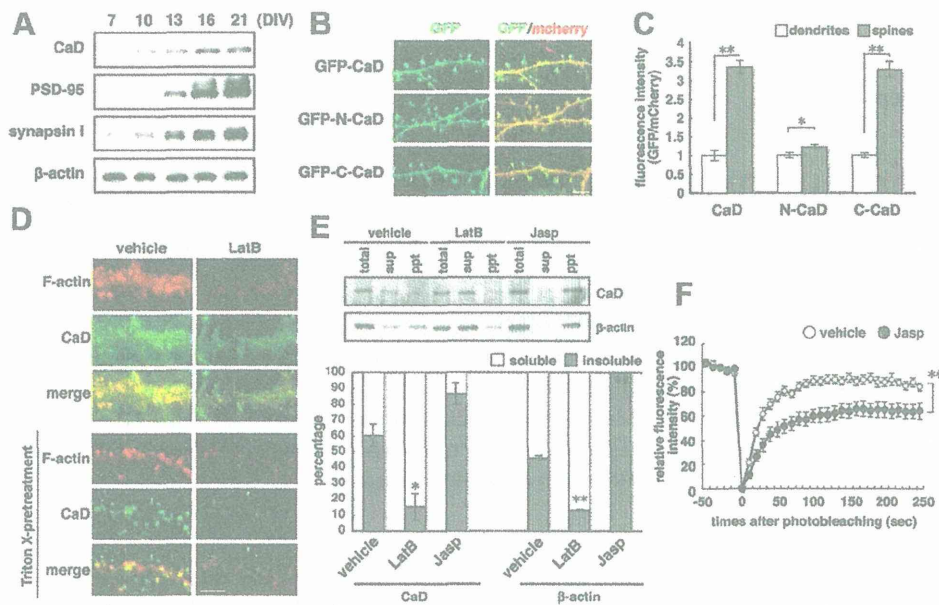 A
7 10 13 16 21 (DIV)
CaD
PSD-95
synapsin I
β-actin
B
GFP GFP/mcherry
GFP-CaD
GFP-N-CaD
GFP-C-CaD
C
dendrites spines
fluorescence intensity
(GFP/mCherry)
4
3.5
3
2.5
2
1.5
1
0.5
0
** * **
CaD N-CaD C-CaD
D
vehicle LatB
F-actin
CaD
merge
Triton X-pretreatment
F-actin
CaD
merge
E
vehicle LatB Jasp
total sup ppt total sup ppt total sup ppt
CaD
β-actin
soluble insoluble
percentage
100
90
80
70
60
50
40
30
20
10
0
* **
vehicle LatB Jasp vehicle LatB Jasp
CaD β-actin
F
vehicle Jasp
relative fluorescence
intensity (%)
120
100
80
60
40
20
0
**
-50 0 50 100 150 200 250
times after photobleaching (sec)